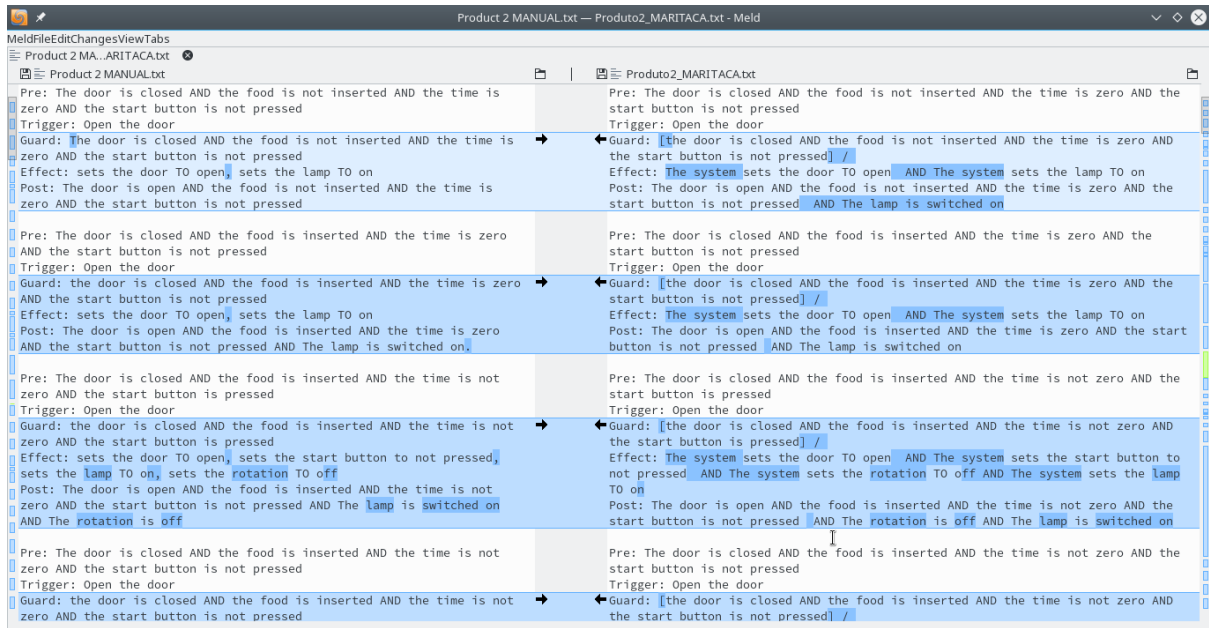 Product 2 MANUAL.txt — Produto2_MARITACA.txt - Meld
MeldFileEditChangesViewTabs
Product 2 MA...ARITACA.txt
Product 2 MANUAL.txt
Pre: The door is closed AND the food is not inserted AND the time is
zero AND the start button is not pressed
Trigger: Open the door
Guard: The door is closed AND the food is not inserted AND the time is
zero AND the start button is not pressed
Effect: sets the door TO open, sets the lamp TO on
Post: The door is open AND the food is not inserted AND the time is
zero AND the start button is not pressed
Pre: The door is closed AND the food is inserted AND the time is zero
AND the start button is not pressed
Trigger: Open the door
Guard: the door is closed AND the food is inserted AND the time is zero
AND the start button is not pressed
Effect: sets the door TO open, sets the lamp TO on
Post: The door is open AND the food is inserted AND the time is zero
AND the start button is not pressed AND The lamp is switched on.
Pre: The door is closed AND the food is inserted AND the time is not
zero AND the start button is pressed
Trigger: Open the door
Guard: the door is closed AND the food is inserted AND the time is not
zero AND the start button is pressed
Effect: sets the door TO open, sets the start button to not pressed,
sets the lamp TO on, sets the rotation TO off
Post: The door is open AND the food is inserted AND the time is not
zero AND the start button is not pressed AND The lamp is switched on
AND The rotation is off
Pre: The door is closed AND the food is inserted AND the time is not
zero AND the start button is not pressed
Trigger: Open the door
Guard: the door is closed AND the food is inserted AND the time is not
zero AND the start button is not pressed
Produto2_MARITACA.txt
Pre: The door is closed AND the food is not inserted AND the time is zero AND the
start button is not pressed
Trigger: Open the door
Guard: [the door is closed AND the food is not inserted AND the time is zero AND
the start button is not pressed] /
Effect: The system sets the door TO open  AND The system sets the lamp TO on
Post: The door is open AND the food is not inserted AND the time is zero AND the
start button is not pressed  AND The lamp is switched on
Pre: The door is closed AND the food is inserted AND the time is zero AND the
start button is not pressed
Trigger: Open the door
Guard: [the door is closed AND the food is inserted AND the time is zero AND the
start button is not pressed] /
Effect: The system sets the door TO open  AND The system sets the lamp TO on
Post: The door is open AND the food is inserted AND the time is zero AND the start
button is not pressed  AND The lamp is switched on
Pre: The door is closed AND the food is inserted AND the time is not zero AND the
start button is pressed
Trigger: Open the door
Guard: [the door is closed AND the food is inserted AND the time is not zero AND
the start button is pressed] /
Effect: The system sets the door TO open  AND The system sets the start button to
not pressed  AND The system sets the rotation TO off AND The system sets the lamp
TO on
Post: The door is open AND the food is inserted AND the time is not zero AND the
start button is not pressed  AND The rotation is off AND The lamp is switched on
Pre: The door is closed AND the food is inserted AND the time is not zero AND the
start button is not pressed
Trigger: Open the door
Guard: [the door is closed AND the food is inserted AND the time is not zero AND
the start button is not pressed] /